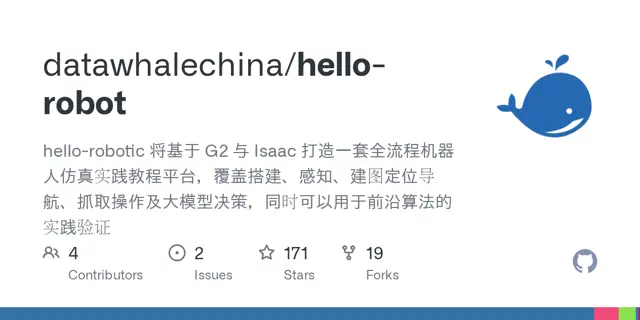 datawhalechina/hello-
robot
hello-robotic 将基于 G2 与 Isaac 打造一套全流程机器
人仿真实践教程平台，覆盖搭建、感知、建图定位导
航、抓取操作及大模型决策，同时可以用于前沿算法的
实践验证
4
Contributors
2
Issues
171
Stars
19
Forks